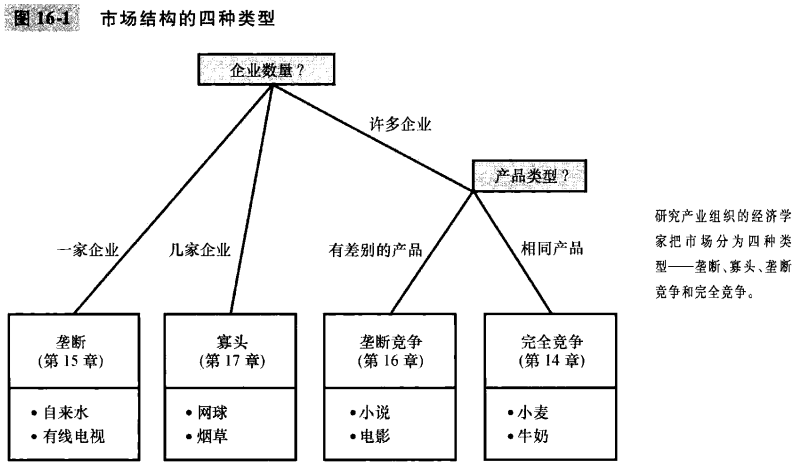 图 16-1 市场结构的四种类型
企业数量?
许多企业
产品类型?
一家企业
几家企业
有差别的产品
相同产品
垄断
(第 15 章)
• 自来水
• 有线电视
寡头
(第 17 章)
• 网球
• 烟草
垄断竞争
(第 16 章)
• 小说
• 电影
完全竞争
(第 14 章)
• 小麦
• 牛奶
研究产业组织的经济学
家把市场分为四种类
型——垄断、寡头、垄断
竞争和完全竞争。